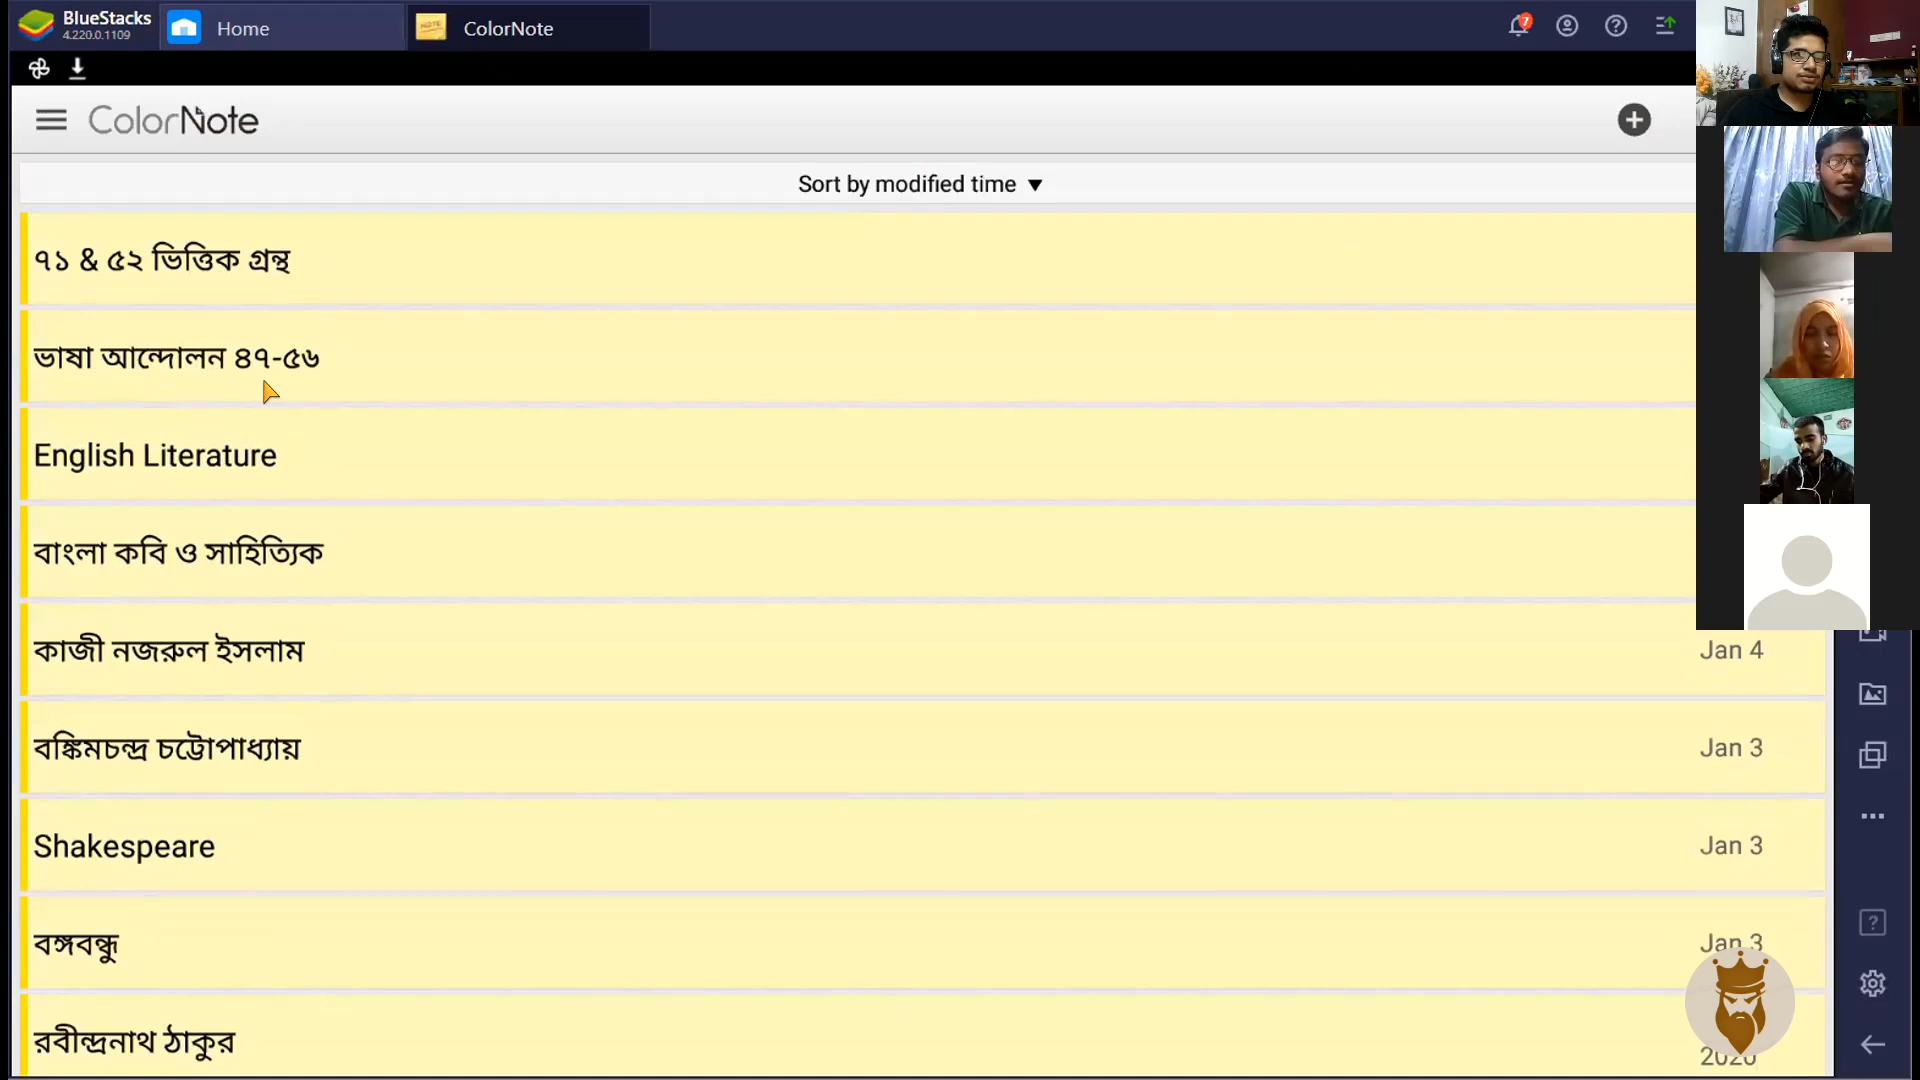 BlueStacks
4.220.0.1109
Home
ColorNote
7
ColorNote
Sort by modified time
৭১ & ৫২ ভিত্তিক গ্রন্থ
ভাষা আন্দোলন ৪৭-৫৬
English Literature
বাংলা কবি ও সাহিত্যিক
কাজী নজরুল ইসলাম
Jan 4
বঙ্কিমচন্দ্র চট্টোপাধ্যায়
Jan 3
Shakespeare
Jan 3
বঙ্গবন্ধু
Jan 3
রবীন্দ্রনাথ ঠাকুর
2020